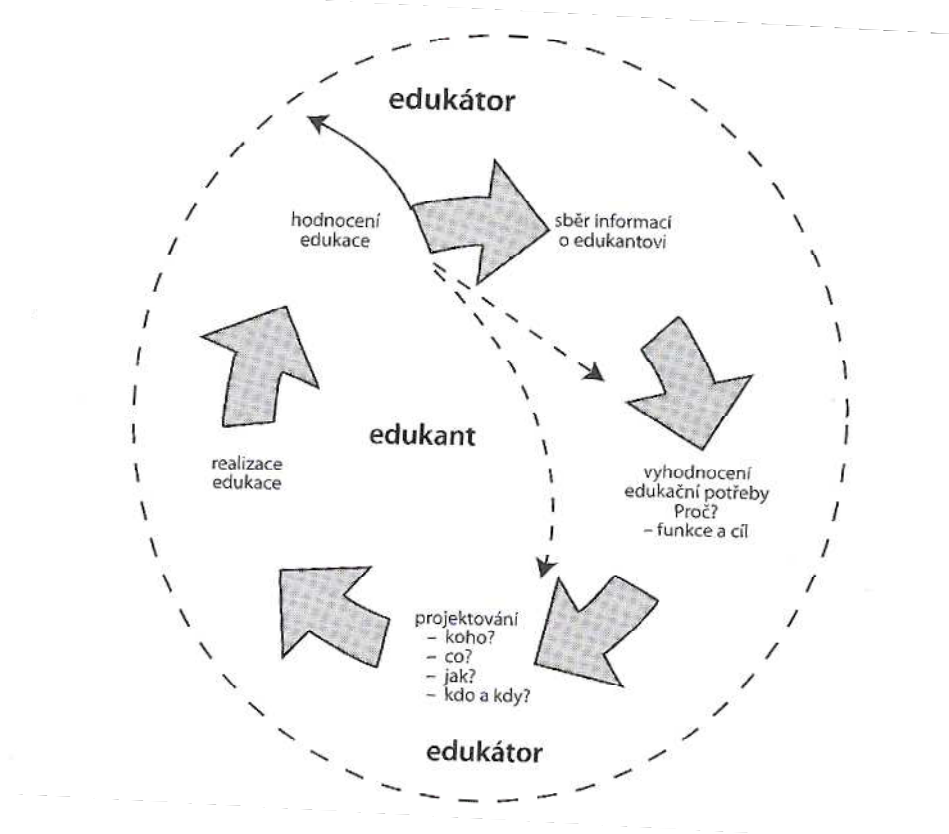 edukátor
hodnocení
edukace
sběr informací
o edukantovi
edukant
realizace
edukace
vyhodnocení
edukační potřeby
Proč?
– funkce a cíl
projektování
– koho?
– co?
– jak?
– kdo a kdy?
edukátor